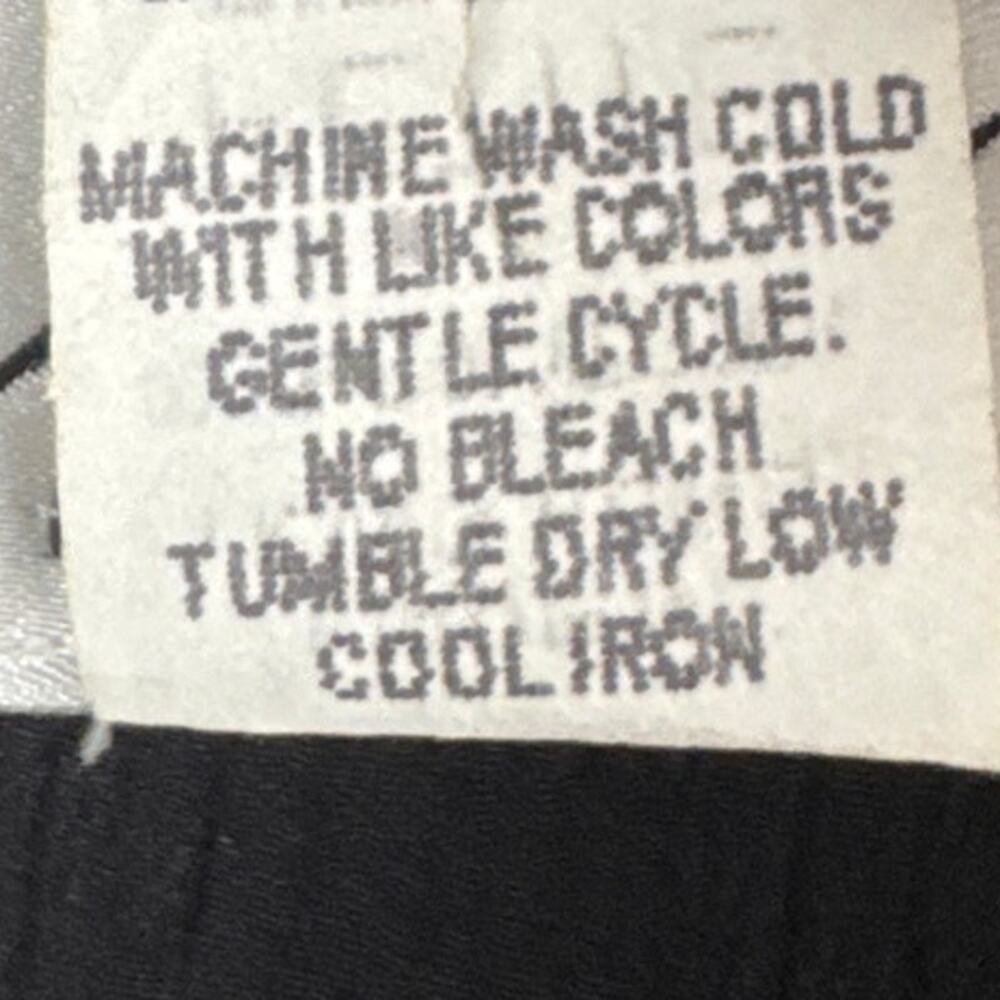 MACHINE WASH COLD
WITH LIKE COLORS
GENTLE CYCLE.
NO BLEACH
TUMBLE DRY LOW
COOL IRON